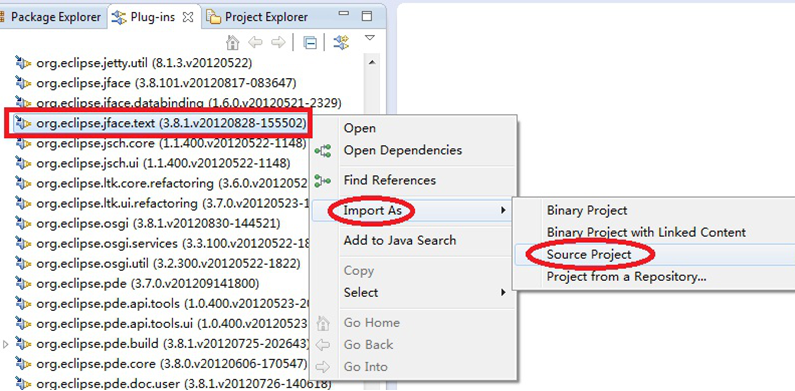 Package Explorer
Plug-ins
Project Explorer
org.eclipse.jetty.util (8.1.3.v20120522)
org.eclipse.jface (3.8.101.v20120817-083647)
org.eclipse.jface.databinding (1.6.0.v20120521-2329)
org.eclipse.jface.text (3.8.1.v20120828-155502)
org.eclipse.jsch.core (1.1.400.v20120522-1148)
org.eclipse.jsch.ui (1.1.400.v20120522-1148)
org.eclipse.ltk.core.refactoring (3.6.0.v20120522
org.eclipse.ltk.ui.refactoring (3.7.0.v20120523-1
org.eclipse.osgi (3.8.1.v20120830-144521)
org.eclipse.osgi.services (3.3.100.v20120522-1822
org.eclipse.osgi.util (3.2.300.v20120522-1822)
org.eclipse.pde (3.7.0.v201209141800)
org.eclipse.pde.api.tools (1.0.400.v20120523-20
org.eclipse.pde.api.tools.ui (1.0.400.v20120523
org.eclipse.pde.build (3.8.1.v20120725-202643)
org.eclipse.pde.core (3.8.0.v20120606-170547)
org.eclipse.pde.doc.user (3.8.1.v20120726-140618)
Open
Open Dependencies
Find References
Import As
Add to Java Search
Copy
Select
Go Home
Go Back
Go Into
Binary Project
Binary Project with Linked Content
Source Project
Project from a Repository...